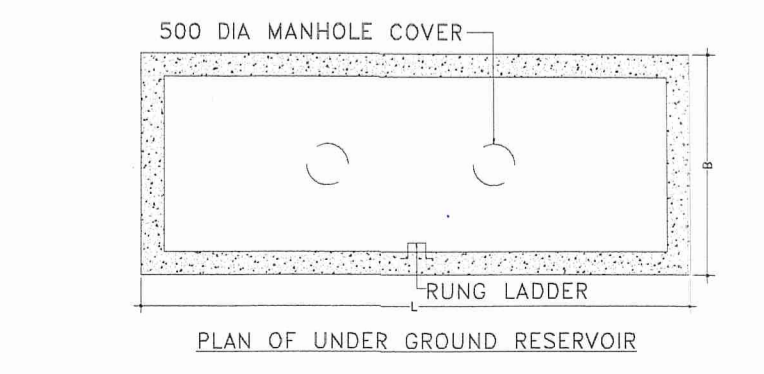 500 DIA MANHOLE COVER
B
RUNG LADDER
L
PLAN OF UNDER GROUND RESERVOIR